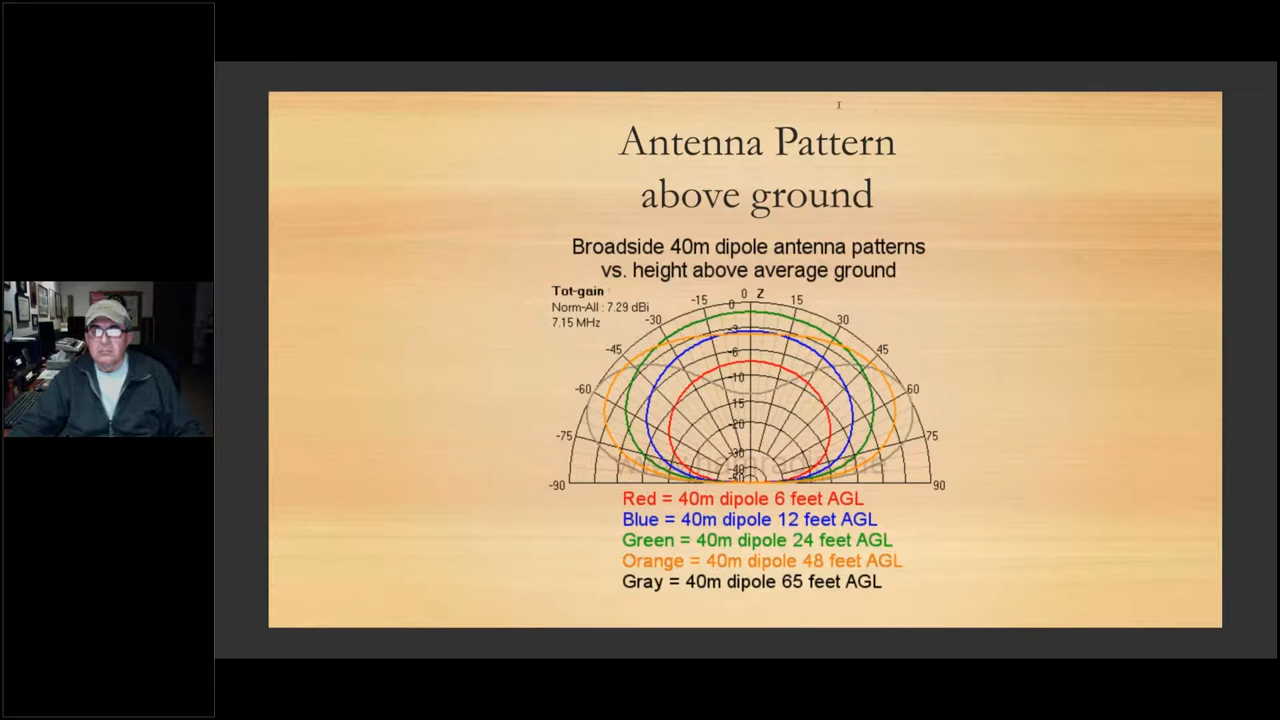 Antenna Pattern
above ground
Broadside 40m dipole antenna patterns
vs. height above average ground
Tot-gain
Norm-All : 7.29 dBi
7.15 MHz
0 Z
-15 15
-30 30
-45 45
-60 60
-75 75
-90 90
0
-3
-6
-10
15
-20
-30
-40
Red = 40m dipole 6 feet AGL
Blue = 40m dipole 12 feet AGL
Green = 40m dipole 24 feet AGL
Orange = 40m dipole 48 feet AGL
Gray = 40m dipole 65 feet AGL